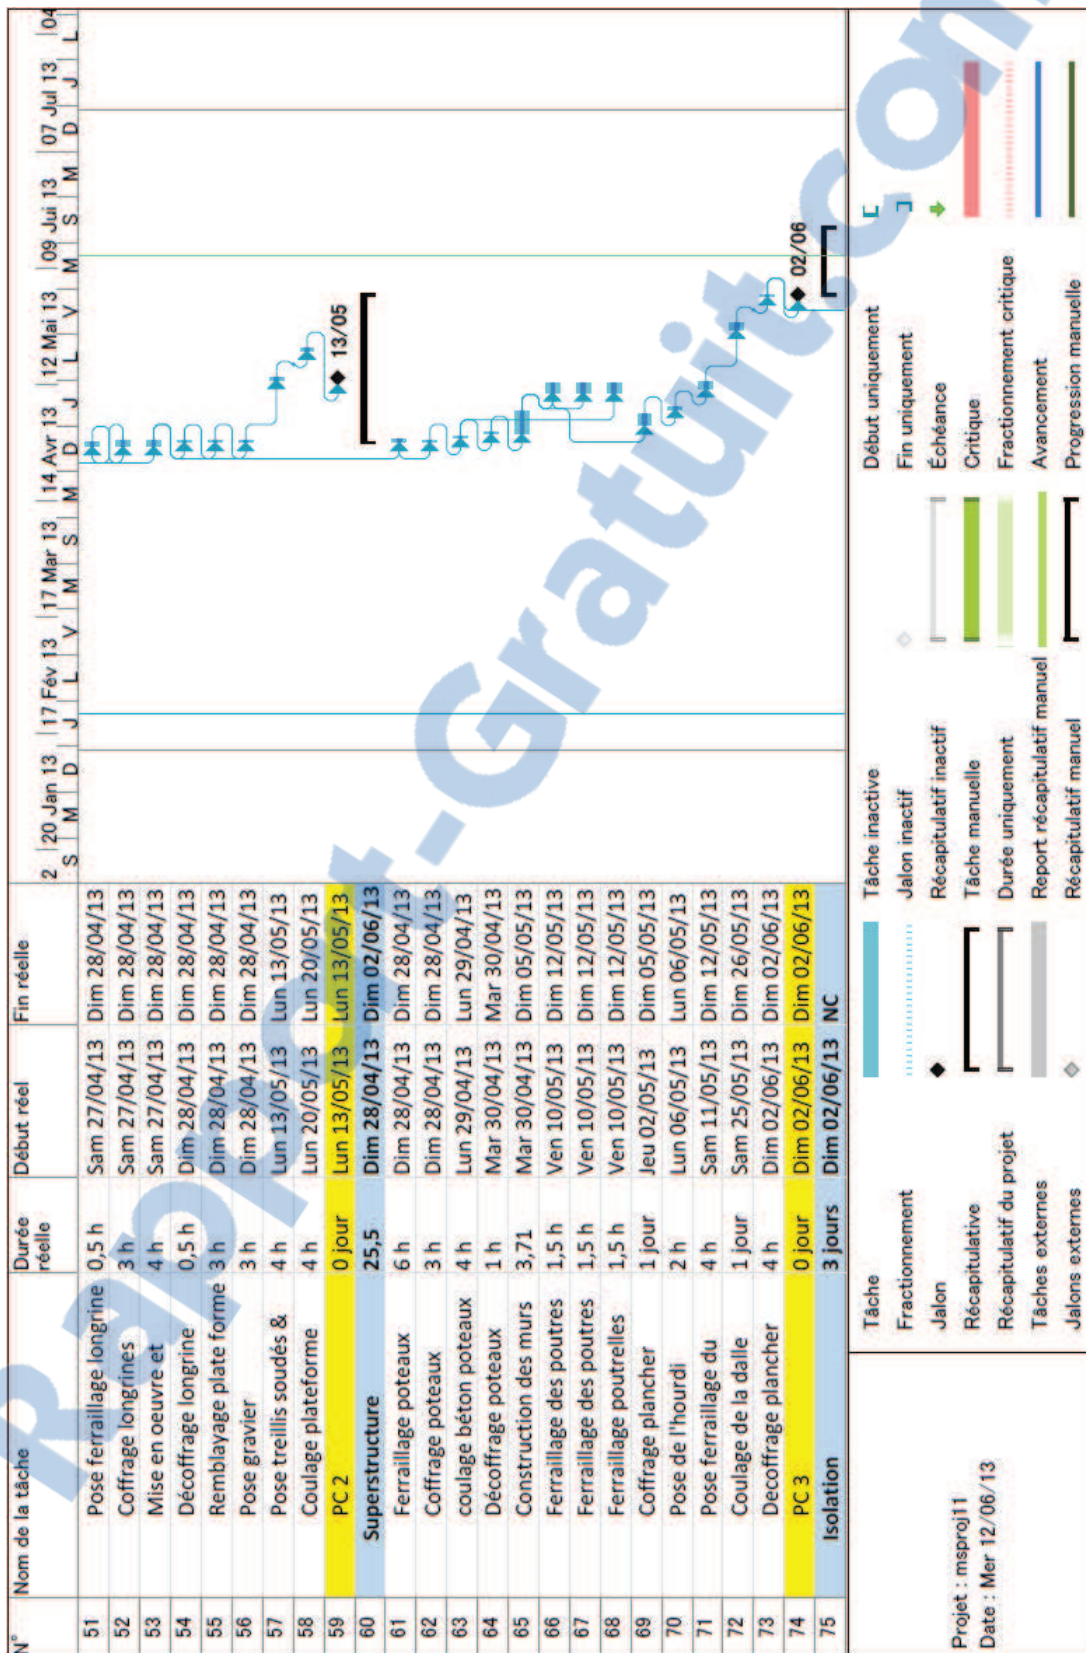 N° Nom de la tâche Durée réelle Début réel Fin réelle
2 20 Jan 13 17 Fév 13 17 Mar 13 14 Avr 13 12 Mai 13 09 Jui 13 07 Jul 13 04
S M D J L V M S M D J L V M S M D J L
51 Pose ferraillage longrine 0,5 h Sam 27/04/13 Dim 28/04/13
52 Coffrage longrines 3 h Sam 27/04/13 Dim 28/04/13
53 Mise en oeuvre et 4 h Sam 27/04/13 Dim 28/04/13
54 Décoffrage longrine 0,5 h Dim 28/04/13 Dim 28/04/13
55 Remblayage plate forme 3 h Dim 28/04/13 Dim 28/04/13
56 Pose gravier 3 h Dim 28/04/13 Dim 28/04/13
57 Pose treillis soudés & 4 h Lun 13/05/13 Lun 13/05/13
58 Coulage plateforme 4 h Lun 20/05/13 Lun 20/05/13
59 PC 2 0 jour Lun 13/05/13 Lun 13/05/13 13/05
60 Superstructure 25,5 Dim 28/04/13 Dim 02/06/13
61 Ferraillage poteaux 6 h Dim 28/04/13 Dim 28/04/13
62 Coffrage poteaux 3 h Dim 28/04/13 Dim 28/04/13
63 coulage béton poteaux 4 h Lun 29/04/13 Lun 29/04/13
64 Décoffrage poteaux 1 h Mar 30/04/13 Mar 30/04/13
65 Construction des murs 3,71 Mar 30/04/13 Dim 05/05/13
66 Ferraillage des poutres 1,5 h Ven 10/05/13 Dim 12/05/13
67 Ferraillage des poutres 1,5 h Ven 10/05/13 Dim 12/05/13
68 Ferraillage poutrelles 1,5 h Ven 10/05/13 Dim 12/05/13
69 Coffrage plancher 1 jour Jeu 02/05/13 Dim 05/05/13
70 Pose de l'hourdi 2 h Lun 06/05/13 Lun 06/05/13
71 Pose ferraillage du 4 h Sam 11/05/13 Dim 12/05/13
72 Coulage de la dalle 1 jour Sam 25/05/13 Dim 26/05/13
73 Decoffrage plancher 4 h Dim 02/06/13 Dim 02/06/13
74 PC 3 0 jour Dim 02/06/13 Dim 02/06/13 02/06
75 Isolation 3 jours Dim 02/06/13 NC
Projet : msproj11
Date : Mer 12/06/13
Tâche Tâche inactive Début uniquement
Fractionnement Jalon inactif Fin uniquement
Jalon Récapitulatif inactif Échéance
Récapitulative Tâche manuelle Critique
Récapitulatif du projet Durée uniquement Fractionnement critique
Tâches externes Report récapitulatif manuel Avancement
Jalons externes Récapitulatif manuel Progression manuelle
Rapport-Gratuit.com